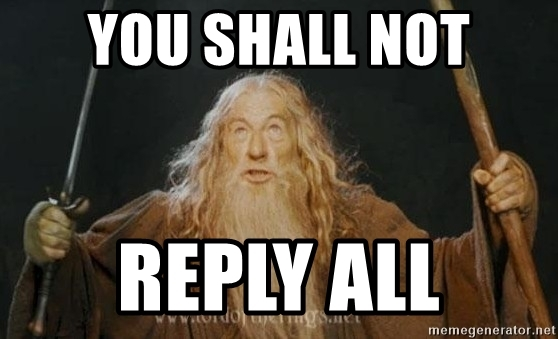 YOU SHALL NOT
REPLY ALL
www.lordoftherings.net
memegenerator.net